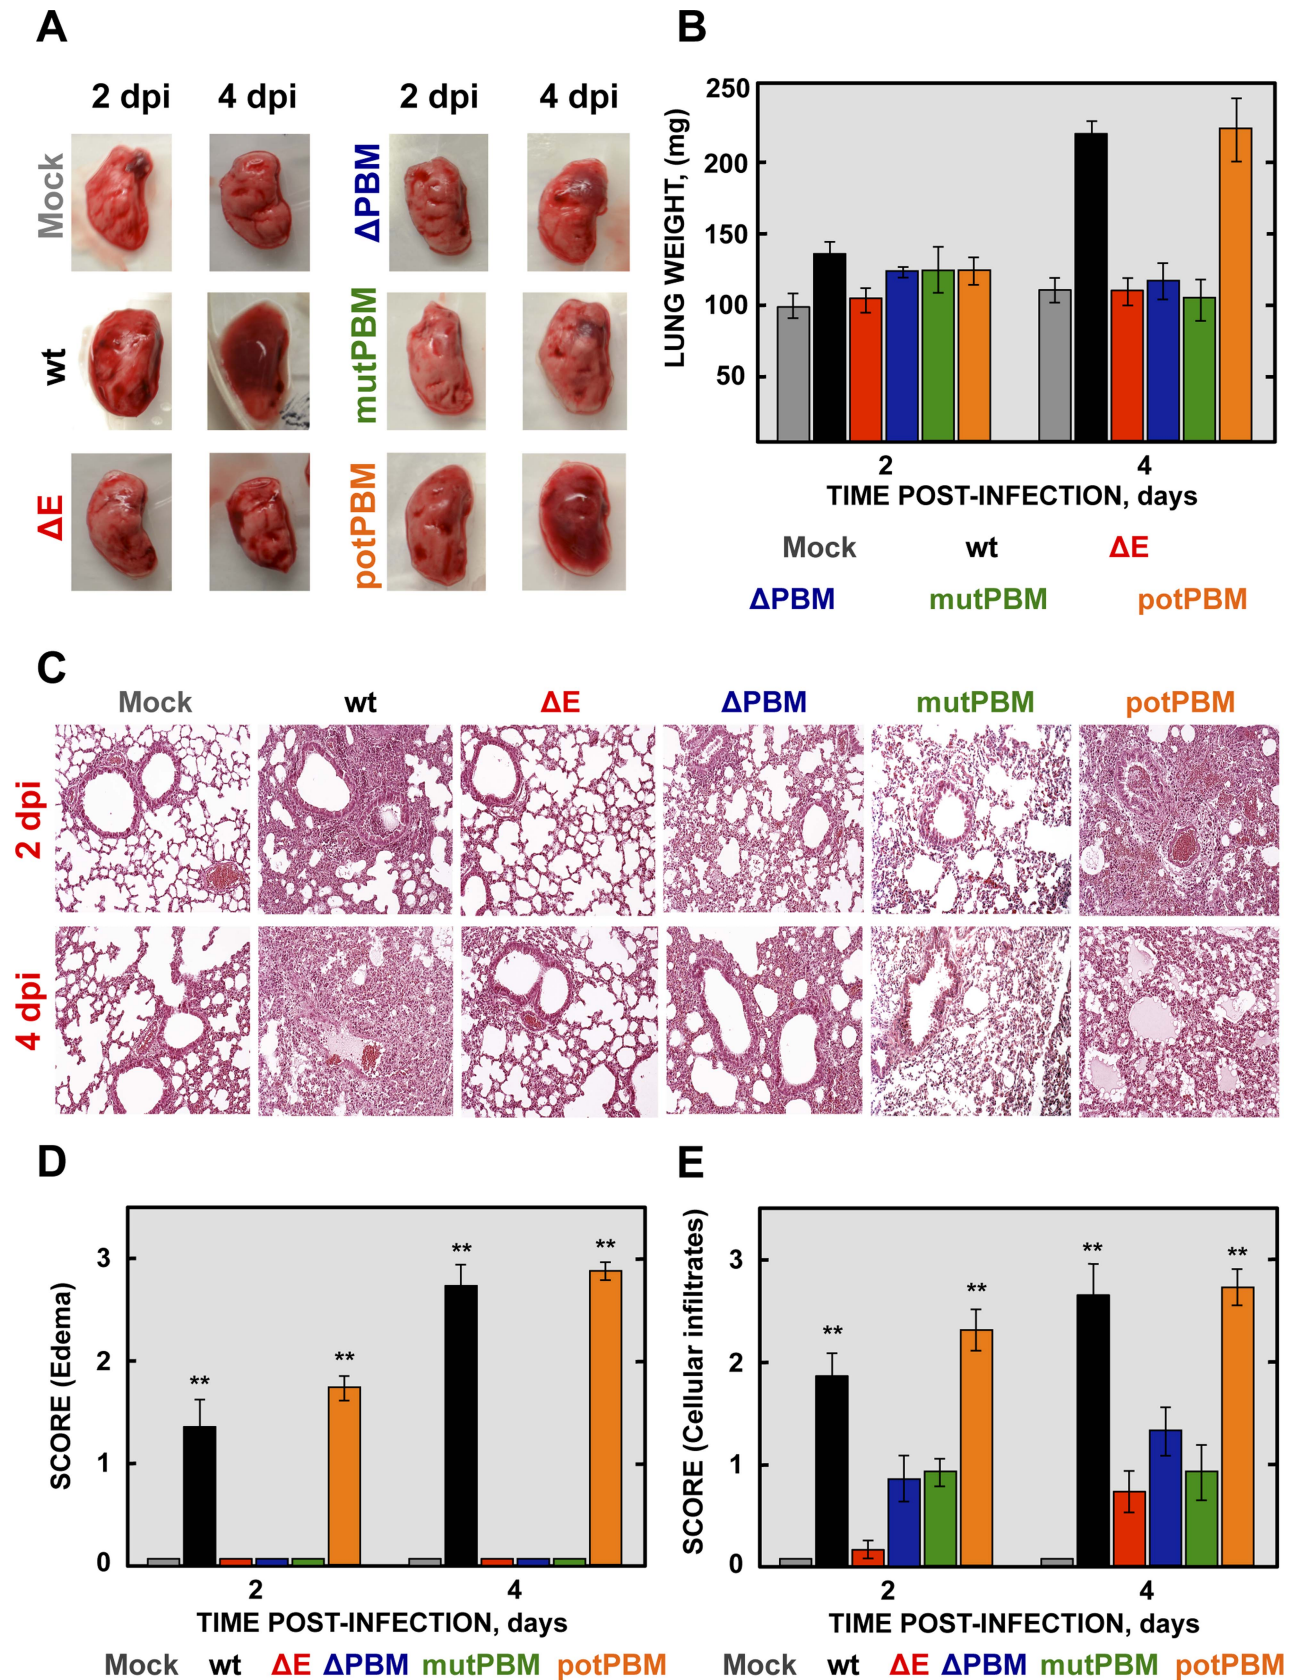 A
2 dpi 4 dpi 2 dpi 4 dpi
Mock
wt
ΔE
ΔPBM
mutPBM
potPBM
B
LUNG WEIGHT, (mg)
250
200
150
100
50
2 4
TIME POST-INFECTION, days
Mock wt ΔE
ΔPBM mutPBM potPBM
C
Mock wt ΔE ΔPBM mutPBM potPBM
2 dpi
4 dpi
D
SCORE (Edema)
3
2
1
0
** ** ** **
2 4
TIME POST-INFECTION, days
Mock wt ΔE ΔPBM mutPBM potPBM
E
SCORE (Cellular infiltrates)
3
2
1
0
** ** ** **
2 4
TIME POST-INFECTION, days
Mock wt ΔE ΔPBM mutPBM potPBM